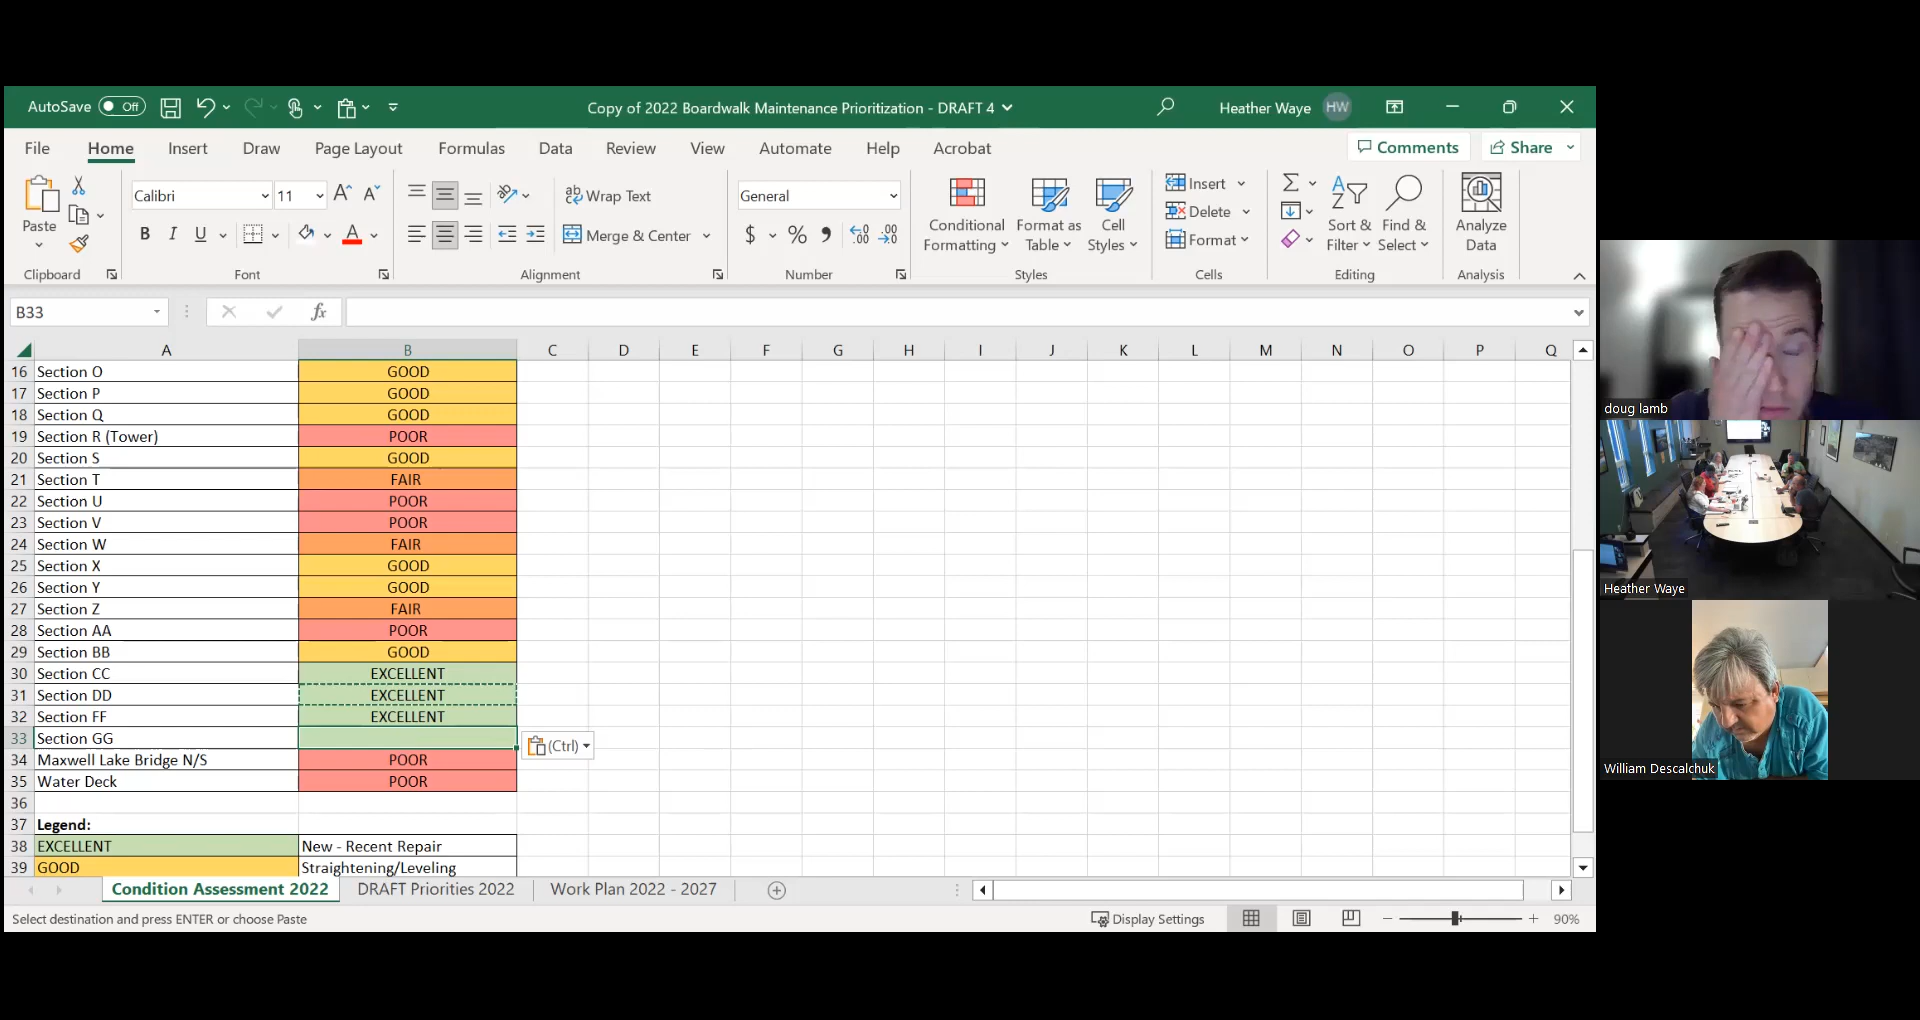 AutoSave Off Copy of 2022 Boardwalk Maintenance Prioritization - DRAFT 4 Heather Waye HW
File Home Insert Draw Page Layout Formulas Data Review View Automate Help Acrobat Comments Share
Calibri 11 ab Wrap Text General Insert Σ
Paste Conditional Format as Cell Delete Sort & Find & Analyze
B I U A Merge & Center $ % Formatting Table Styles Format Filter Select Data
Clipboard Font Alignment Number Styles Cells Editing Analysis
B33 fx
A B C D E F G H I J K L M N O P Q
16 Section O GOOD
17 Section P GOOD
18 Section Q GOOD
19 Section R (Tower) POOR
20 Section S GOOD
21 Section T FAIR
22 Section U POOR
23 Section V POOR
24 Section W FAIR
25 Section X GOOD
26 Section Y GOOD
27 Section Z FAIR
28 Section AA POOR
29 Section BB GOOD
30 Section CC EXCELLENT
31 Section DD EXCELLENT
32 Section FF EXCELLENT
33 Section GG
(Ctrl)
34 Maxwell Lake Bridge N/S POOR
35 Water Deck POOR
36
37 Legend:
38 EXCELLENT New - Recent Repair
39 GOOD Straightening/Leveling
Condition Assessment 2022 DRAFT Priorities 2022 Work Plan 2022 - 2027
Select destination and press ENTER or choose Paste Display Settings 90%
doug lamb
Heather Waye
William Descalchuk